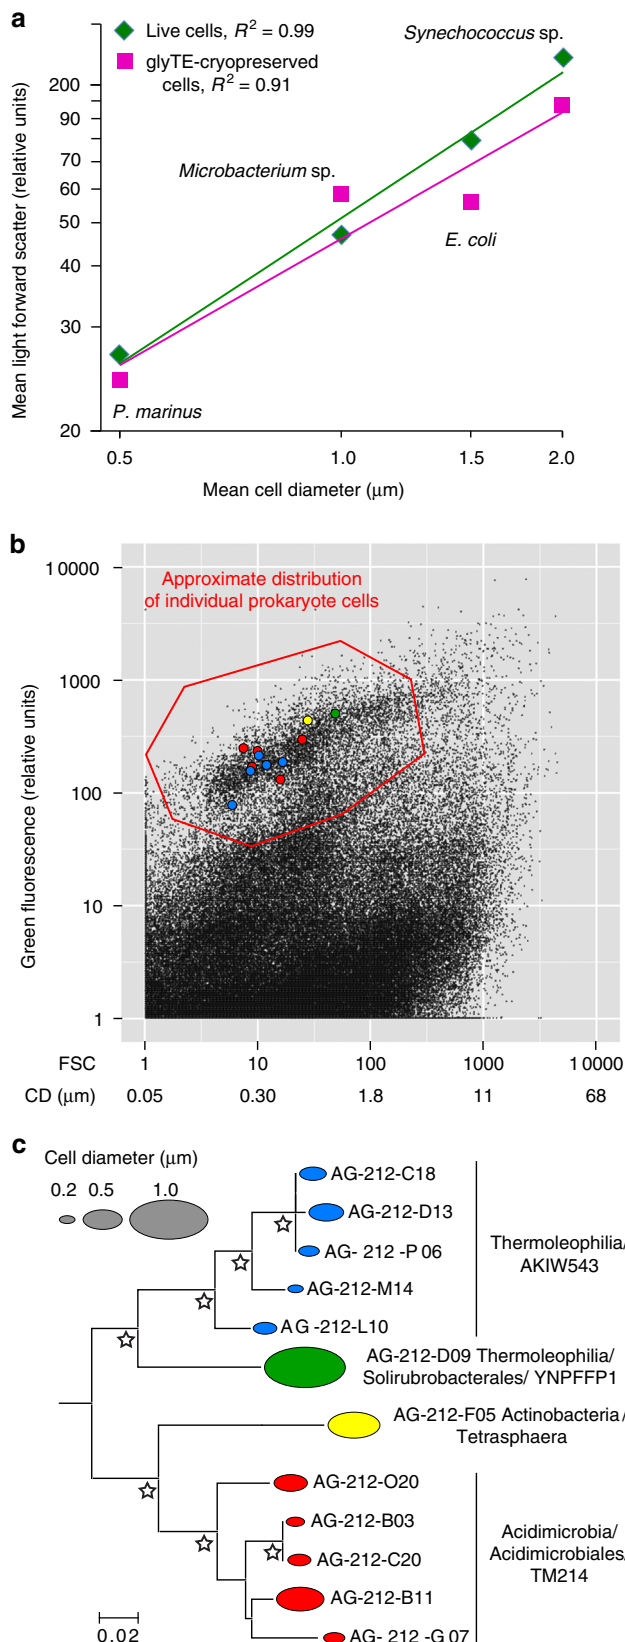 a
Live cells, R² = 0.99
glyTE-cryopreserved
cells, R² = 0.91
Synechococcus sp.
Microbacterium sp.
E. coli
P. marinus
Mean light forward scatter (relative units)
200
90
70
60
50
40
30
20
0.5 1.0 1.5 2.0
Mean cell diameter (μm)
b
Approximate distribution
of individual prokaryote cells
Green fluorescence (relative units)
10000
1000
100
10
1
FSC 1 10 100 1000 10000
CD (μm) 0.05 0.30 1.8 11 68
c
Cell diameter (μm)
0.2 0.5 1.0
AG-212-C18
AG-212-D13
AG- 212 -P 06
AG-212-M14
AG -212-L10
Thermoleophilia/
AKIW543
AG-212-D09 Thermoleophilia/
Solirubrobacterales/ YNPFFP1
AG-212-F05 Actinobacteria/
Tetrasphaera
AG-212-O20
AG-212-B03
AG-212-C20
AG-212-B11
AG- 212 -G 07
Acidimicrobia/
Acidimicrobiales/
TM214
0.02